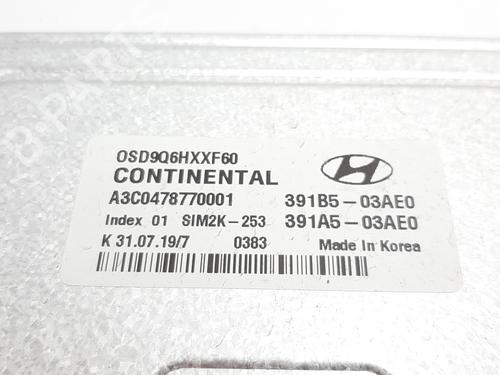 OSD9Q6HXXF60
CONTINENTAL
A3C0478770001 391B5-03AE0
Index 01 SIM2K-253 391A5-03AE0
K 31.07.19/7 0383 Made in Korea
B-PARTS